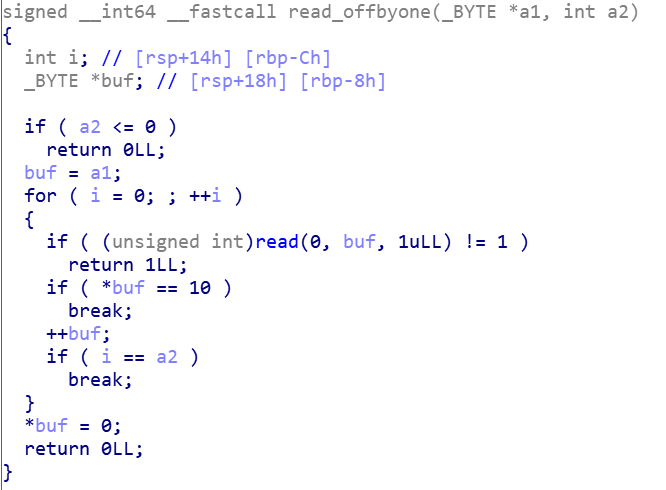 signed __int64 __fastcall read_offbyone(_BYTE *a1, int a2)
{
int i; // [rsp+14h] [rbp-Ch]
_BYTE *buf; // [rsp+18h] [rbp-8h]
if ( a2 <= 0 )
return 0LL;
buf = a1;
for ( i = 0; ; ++i )
{
if ( (unsigned int)read(0, buf, 1uLL) != 1 )
return 1LL;
if ( *buf == 10 )
break;
++buf;
if ( i == a2 )
break;
}
*buf = 0;
return 0LL;
}